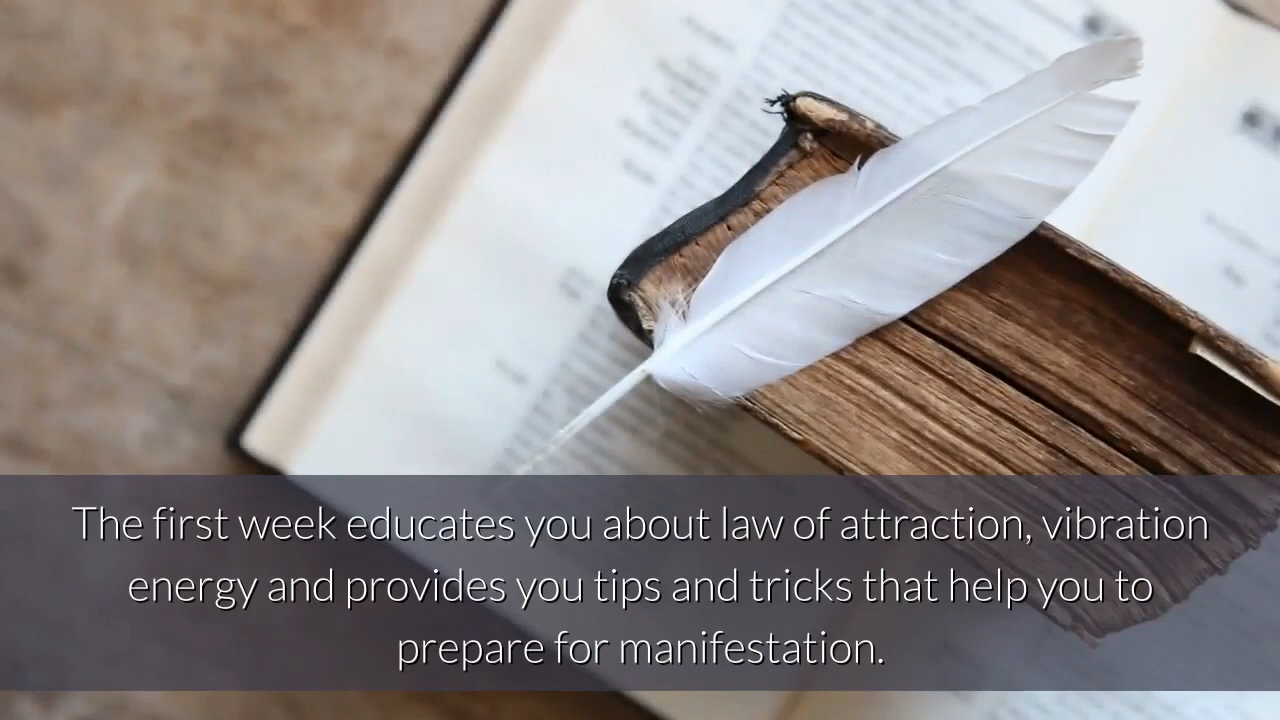 The first week educates you about law of attraction, vibration
energy and provides you tips and tricks that help you to
prepare for manifestation.